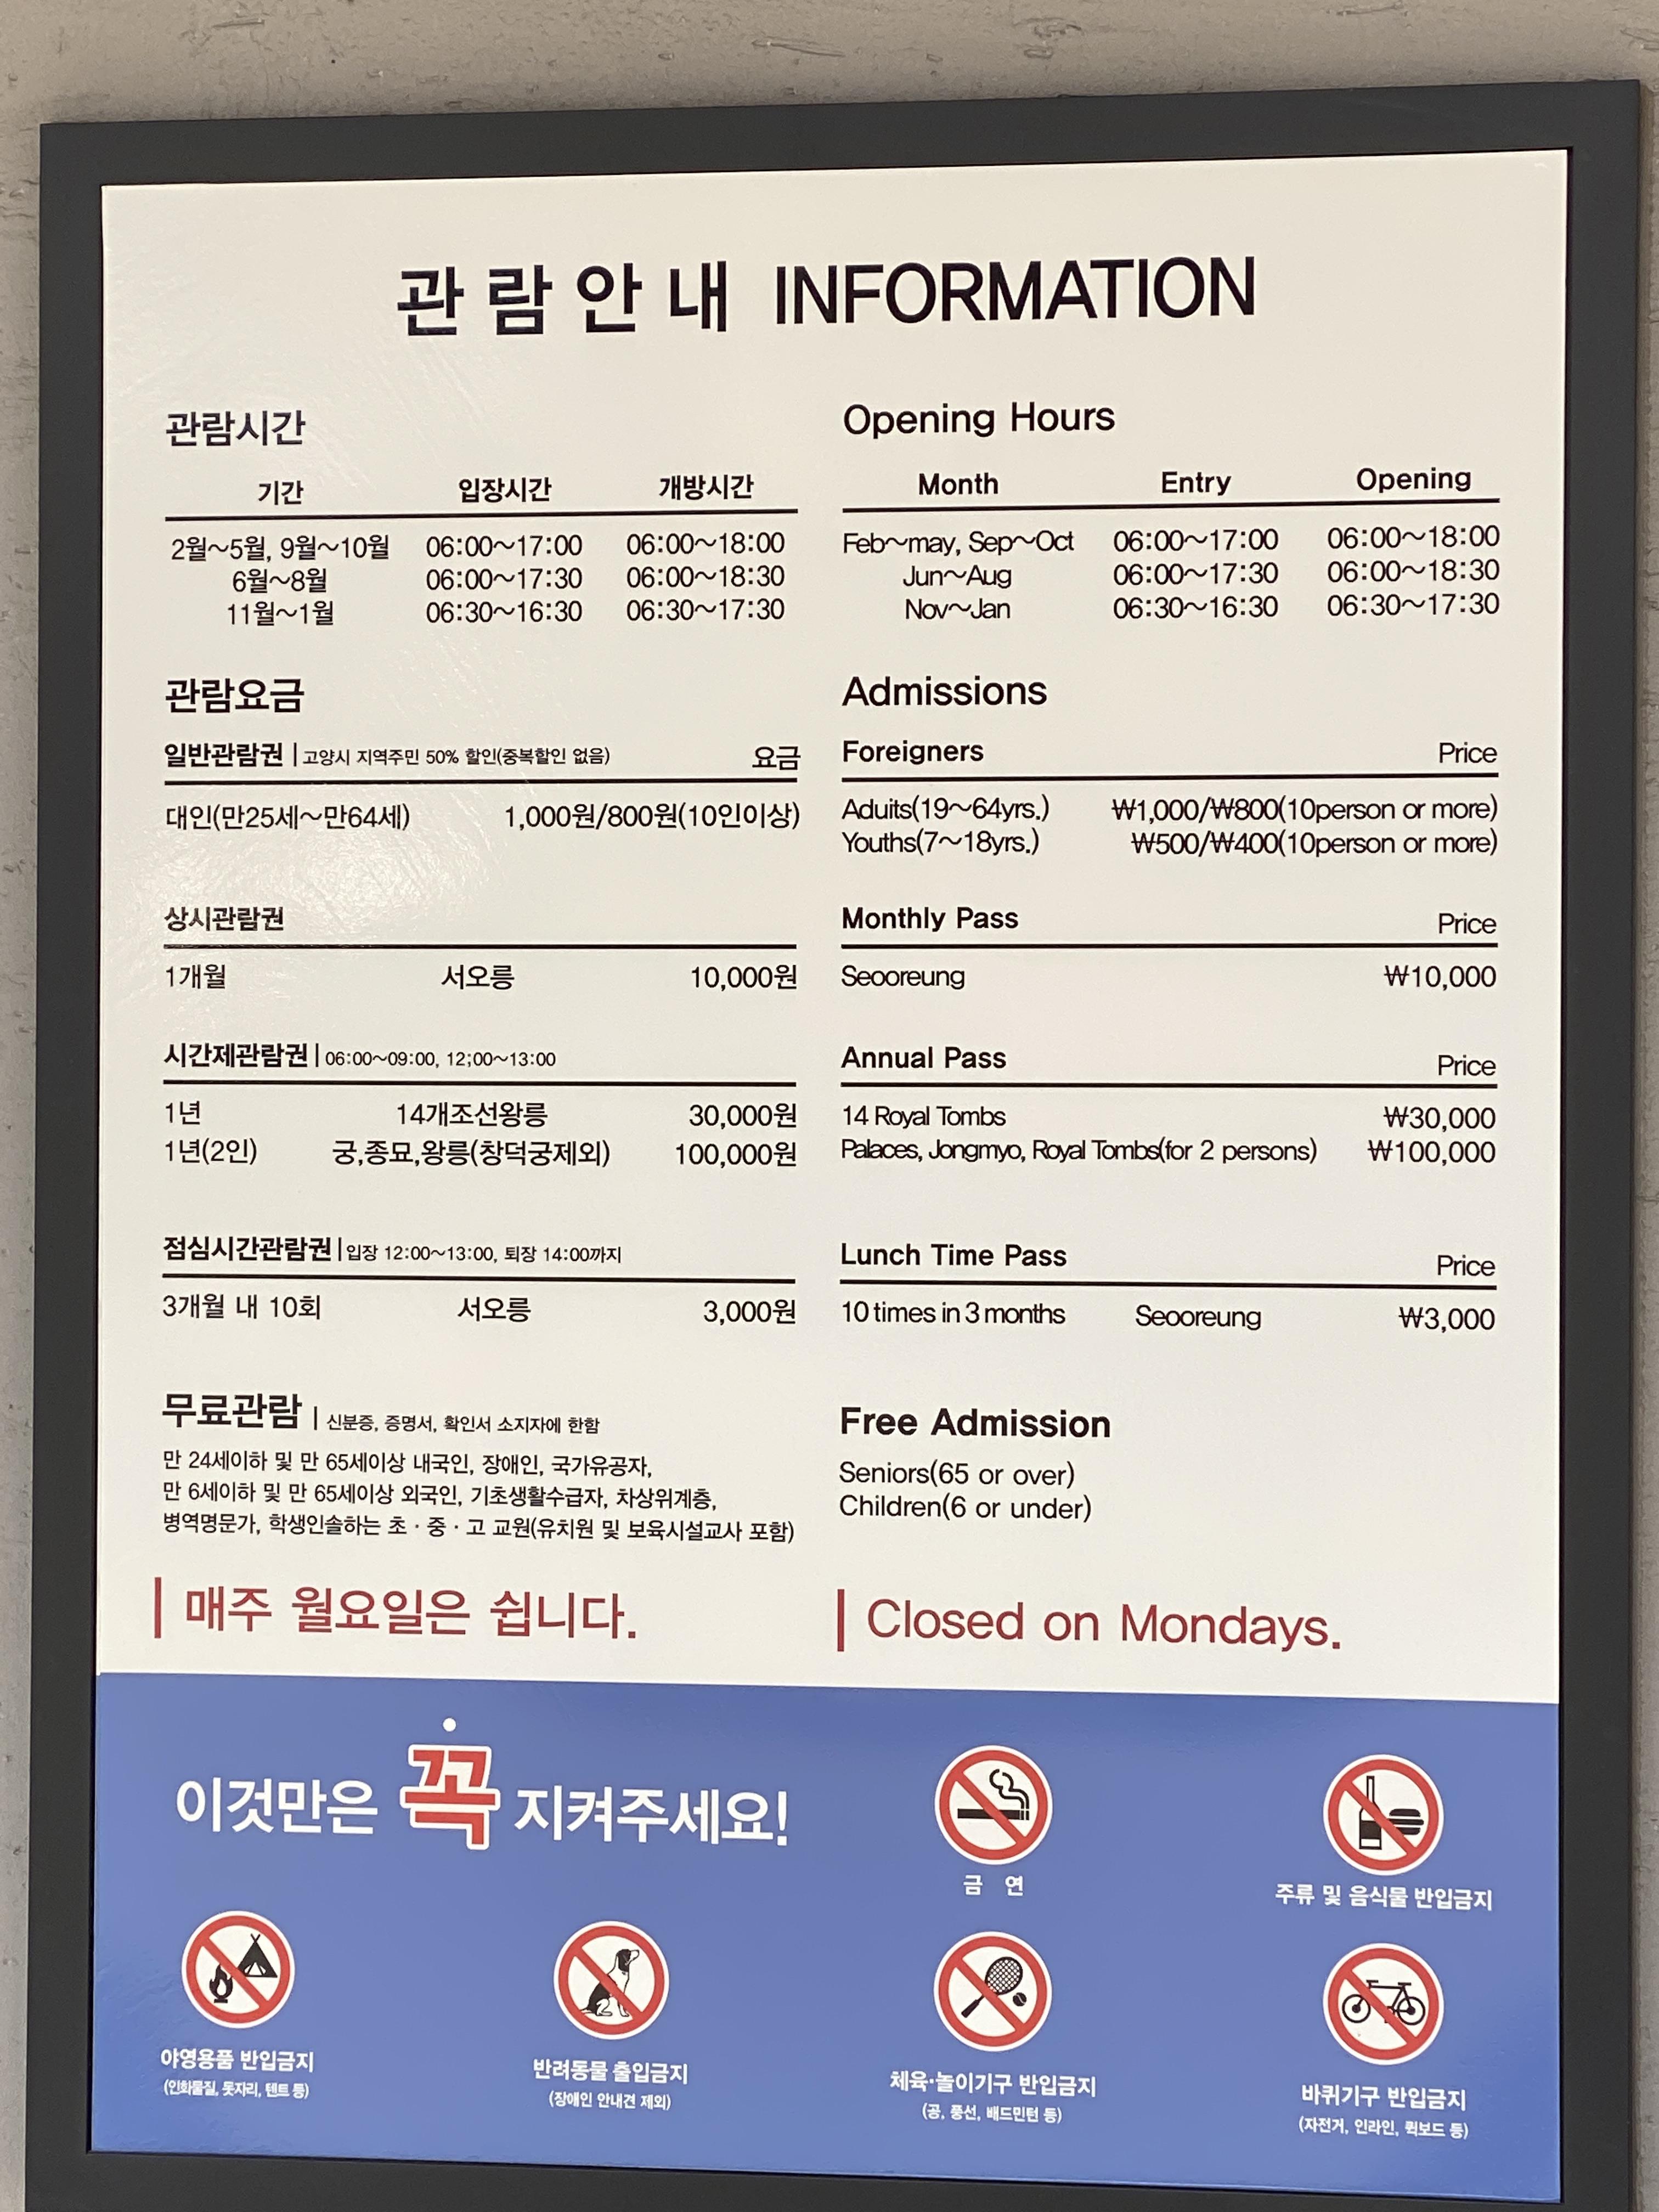 관람안내 INFORMATION
관람시간
기간 입장시간 개방시간
2월~5월, 9월~10월 06:00~17:00 06:00~18:00
6월~8월 06:00~17:30 06:00~18:30
11월~1월 06:30~16:30 06:30~17:30
관람요금
일반관람권 | 고양시 지역주민 50% 할인(중복할인 없음) 요금
대인(만25세~만64세) 1,000원/800원(10인이상)
상시관람권
1개월 서오릉 10,000원
시간제관람권 | 06:00~09:00, 12;00~13:00
1년 14개조선왕릉 30,000원
1년(2인) 궁,종묘,왕릉(창덕궁제외) 100,000원
점심시간관람권 | 입장 12:00~13:00, 퇴장 14:00까지
3개월 내 10회 서오릉 3,000원
무료관람 | 신분증, 증명서, 확인서 소지자에 한함
만 24세이하 및 만 65세이상 내국인, 장애인, 국가유공자,
만 6세이하 및 만 65세이상 외국인, 기초생활수급자, 차상위계층,
병역명문가, 학생인솔하는 초·중·고 교원(유치원 및 보육시설교사 포함)
매주 월요일은 쉽니다.
Opening Hours
Month Entry Opening
Feb~may, Sep~Oct 06:00~17:00 06:00~18:00
Jun~Aug 06:00~17:30 06:00~18:30
Nov~Jan 06:30~16:30 06:30~17:30
Admissions
Foreigners Price
Aduits(19~64yrs.) ₩1,000/₩800(10person or more)
Youths(7~18yrs.) ₩500/₩400(10person or more)
Monthly Pass Price
Seooreung ₩10,000
Annual Pass Price
14 Royal Tombs ₩30,000
Palaces, Jongmyo, Royal Tombs(for 2 persons) ₩100,000
Lunch Time Pass Price
10 times in 3 months Seooreung ₩3,000
Free Admission
Seniors(65 or over)
Children(6 or under)
Closed on Mondays.
이것만은 꼭 지켜주세요!
금 연
주류 및 음식물 반입금지
야영용품 반입금지
(인화물질, 돗자리, 텐트 등)
반려동물 출입금지
(장애인 안내견 제외)
체육·놀이기구 반입금지
(공, 풍선, 배드민턴 등)
바퀴기구 반입금지
(자전거, 인라인, 퀵보드 등)